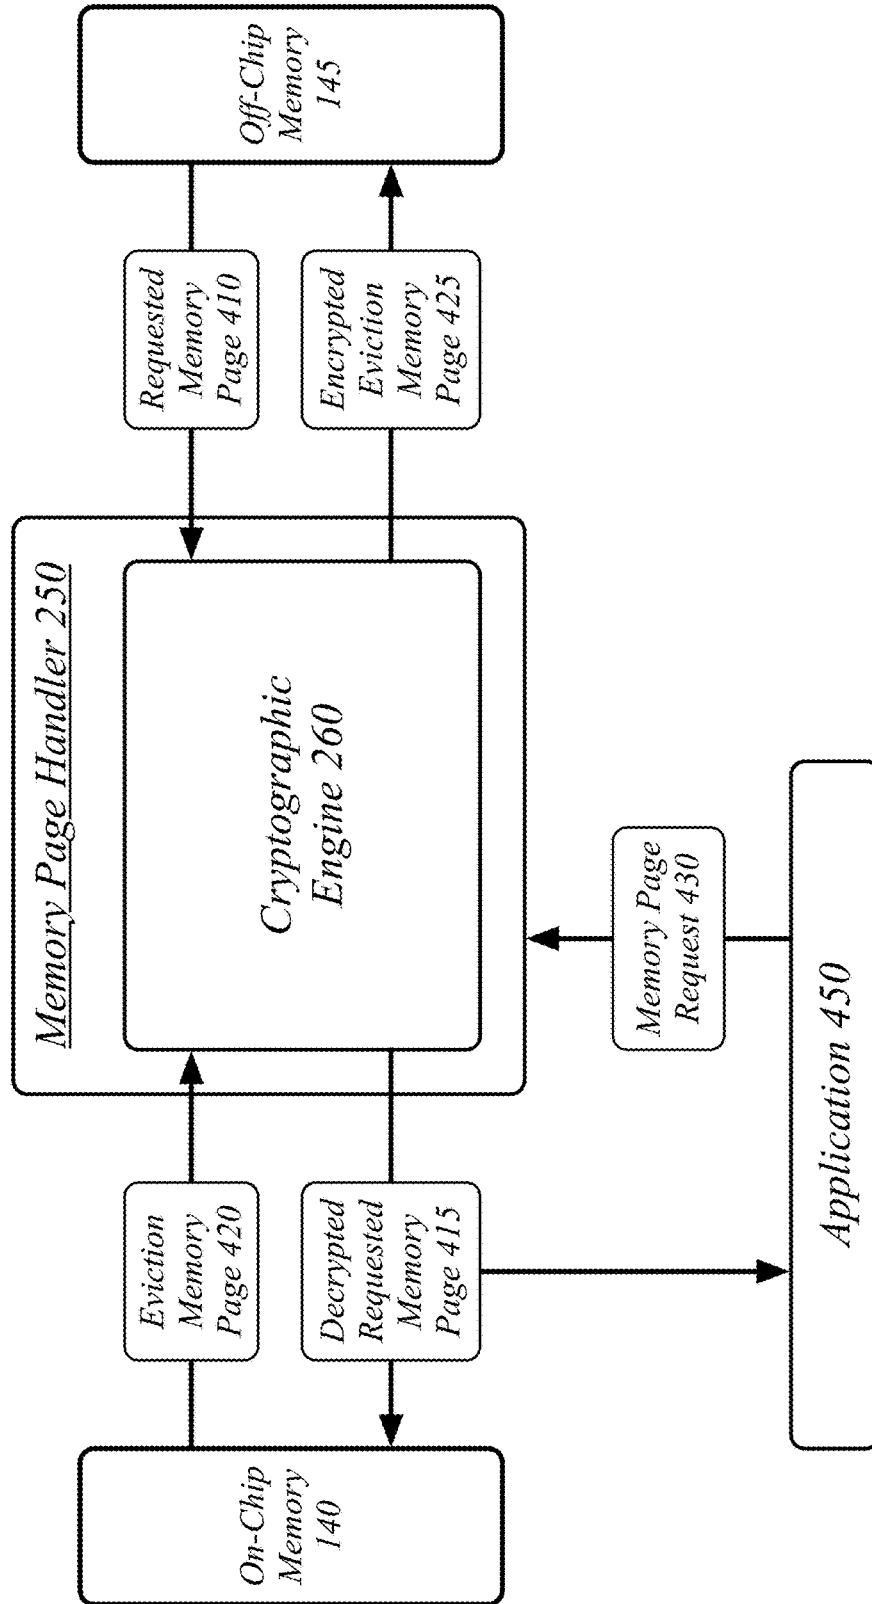 Memory Page Handler 250
On-Chip
Memory
140
Eviction
Memory
Page 420
Decrypted
Requested
Memory
Page 415
Cryptographic
Engine 260
Requested
Memory
Page 410
Encrypted
Eviction
Memory
Page 425
Off-Chip
Memory
145
Memory Page
Request 430
Application 450